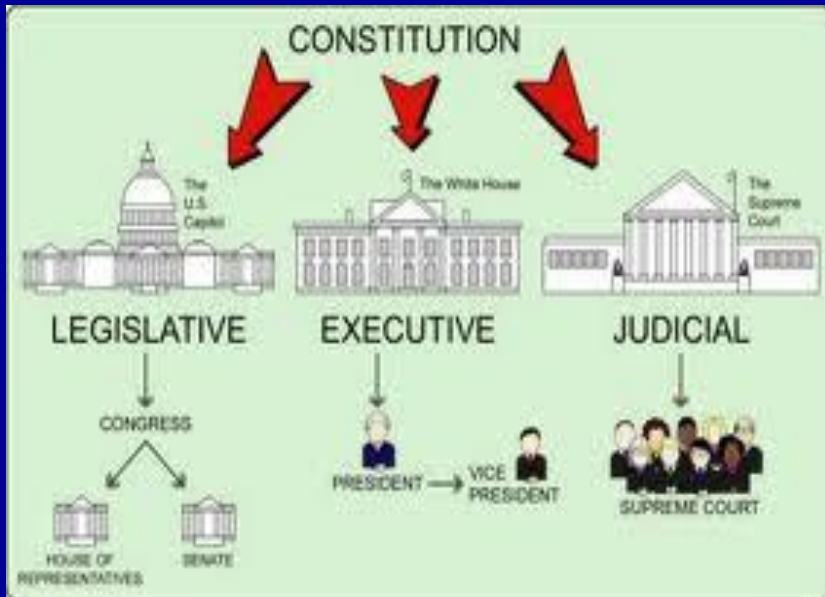 CONSTITUTION
The
U.S.
Capitol
The White House
The
Supreme
Court
LEGISLATIVE
EXECUTIVE
JUDICIAL
CONGRESS
PRESIDENT
VICE
PRESIDENT
SUPREME COURT
HOUSE OF
REPRESENTATIVES
SENATE